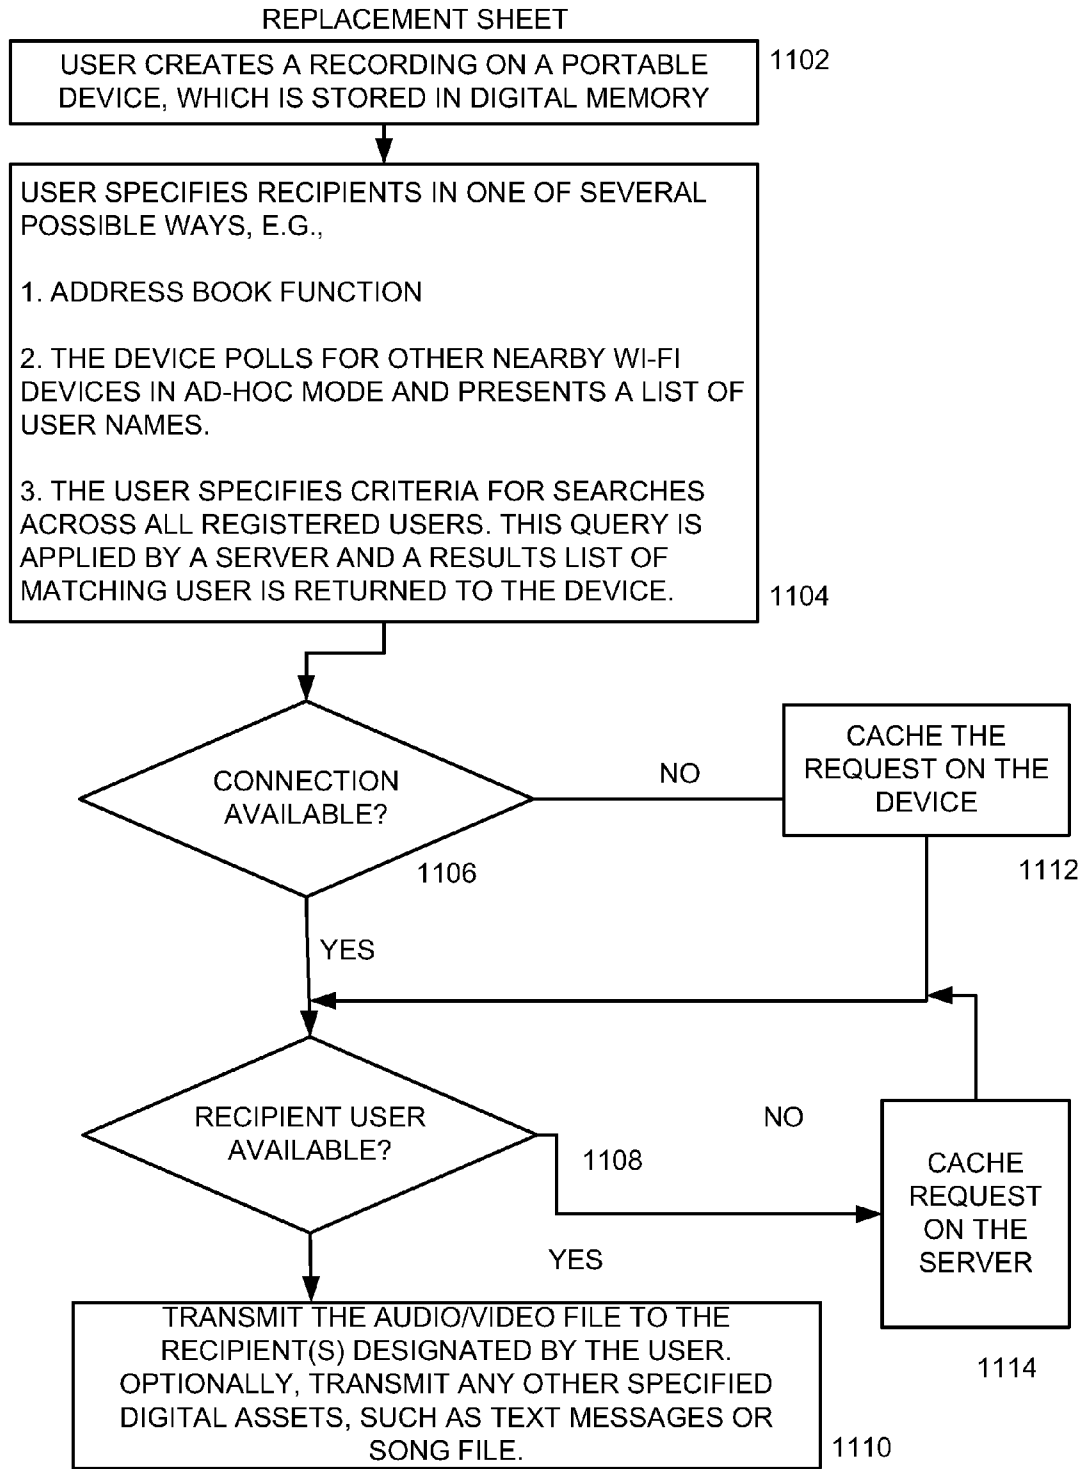 REPLACEMENT SHEET
USER CREATES A RECORDING ON A PORTABLE
DEVICE, WHICH IS STORED IN DIGITAL MEMORY
1102
USER SPECIFIES RECIPIENTS IN ONE OF SEVERAL
POSSIBLE WAYS, E.G.,
1. ADDRESS BOOK FUNCTION
2. THE DEVICE POLLS FOR OTHER NEARBY WI-FI
DEVICES IN AD-HOC MODE AND PRESENTS A LIST OF
USER NAMES.
3. THE USER SPECIFIES CRITERIA FOR SEARCHES
ACROSS ALL REGISTERED USERS. THIS QUERY IS
APPLIED BY A SERVER AND A RESULTS LIST OF
MATCHING USER IS RETURNED TO THE DEVICE.
1104
CONNECTION
AVAILABLE?
1106
NO
CACHE THE
REQUEST ON THE
DEVICE
1112
YES
RECIPIENT USER
AVAILABLE?
1108
NO
CACHE
REQUEST
ON THE
SERVER
1114
YES
TRANSMIT THE AUDIO/VIDEO FILE TO THE
RECIPIENT(S) DESIGNATED BY THE USER.
OPTIONALLY, TRANSMIT ANY OTHER SPECIFIED
DIGITAL ASSETS, SUCH AS TEXT MESSAGES OR
SONG FILE.
1110